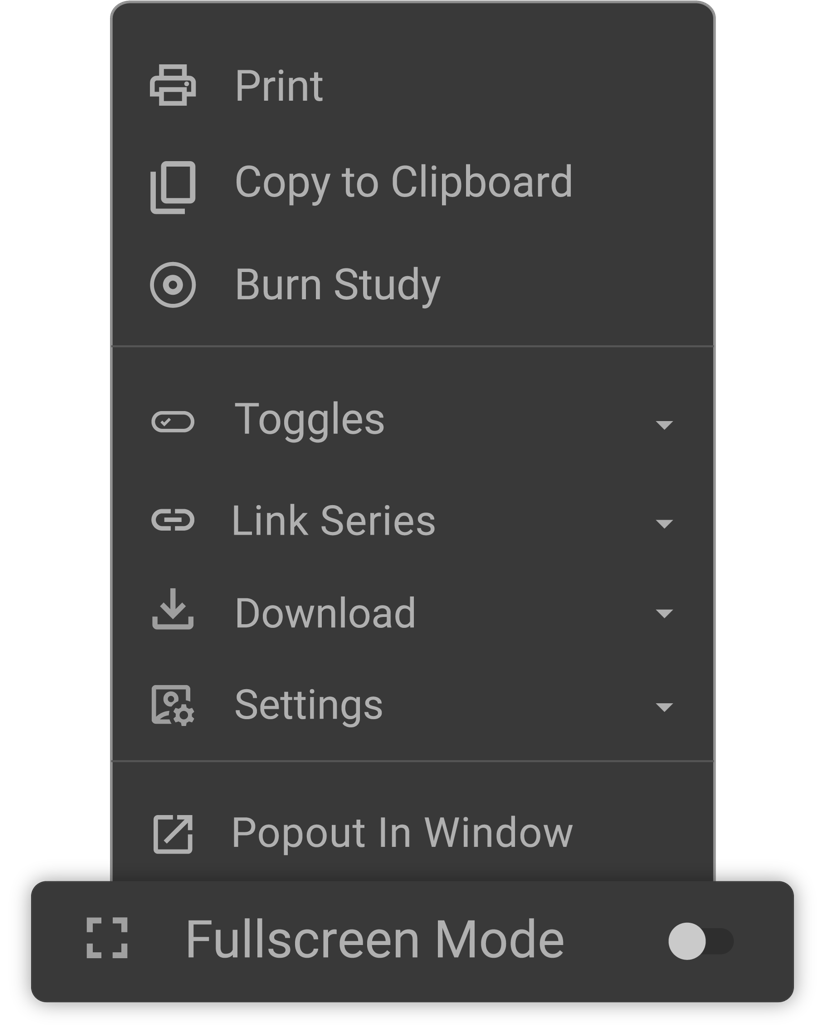 Print
Copy to Clipboard
Burn Study
Toggles
Link Series
Download
Settings
Popout In Window
Fullscreen Mode